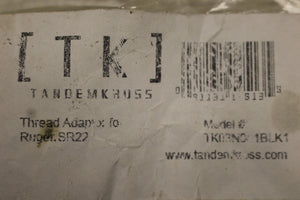 [TK]
TANDEMKROSS
Thread Adapter for
Ruger SR22
Model #
www.tandemkross.com